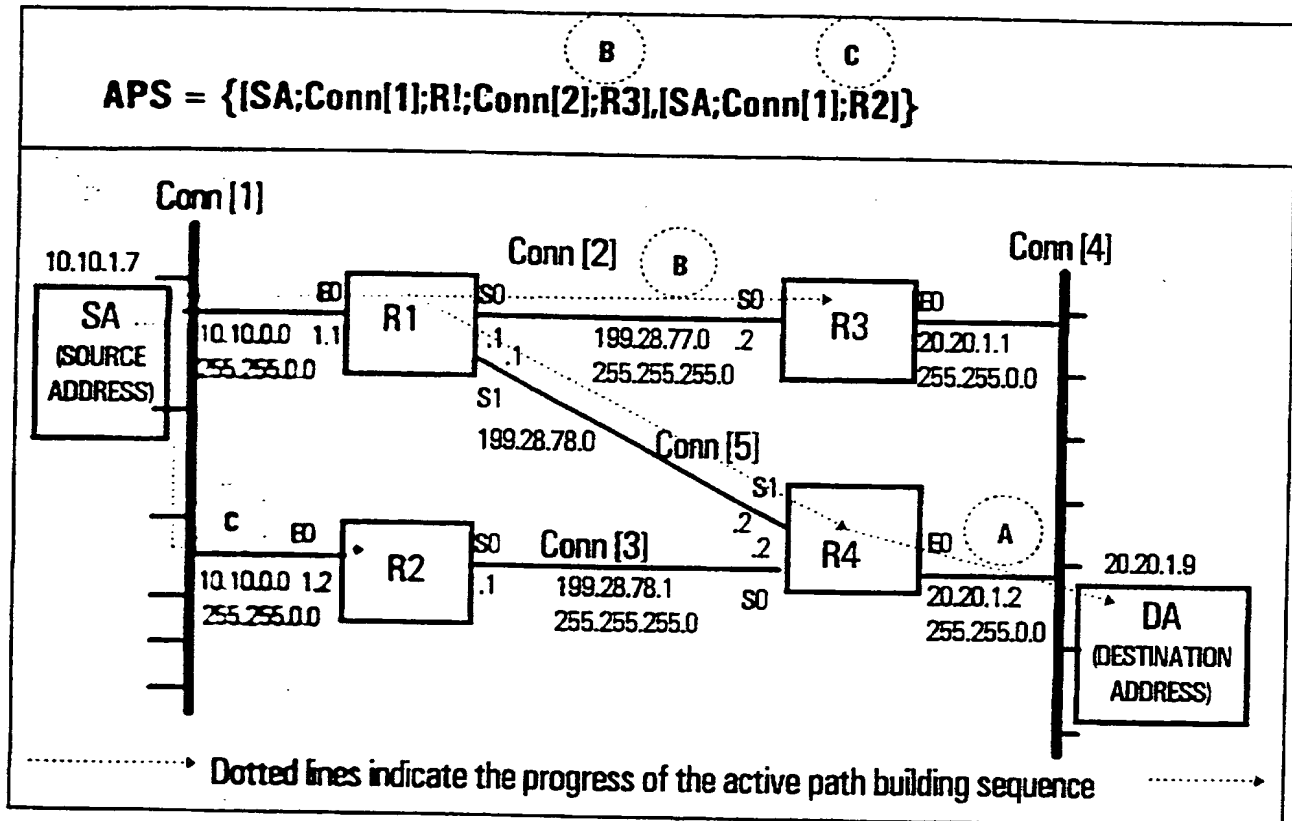 B
C
APS = {[SA;Conn[1];R!;Conn[2];R3],[SA;Conn[1];R2]}
Conn [1]
Conn [2]
B
Conn [4]
10.10.1.7
SA
(SOURCE
ADDRESS)
E0
R1
S0
S0
R3
E0
10.10.0.0 1.1
255.255.0.0
.1
.1
199.28.77.0 .2
255.255.255.0
20.20.1.1
255.255.0.0
S1
199.28.78.0
Conn [5]
S1
.2
.2
C
E0
R2
S0
Conn [3]
R4
E0
A
10.10.0.0 1.2
255.255.0.0
.1
199.28.78.1
255.255.255.0
S0
20.20.1.2
255.255.0.0
20.20.1.9
DA
(DESTINATION
ADDRESS)
Dotted lines indicate the progress of the active path building sequence